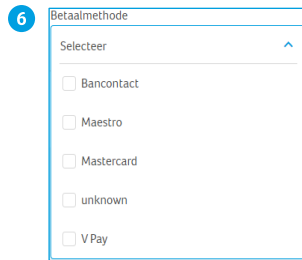 6
Betaalmethode
Selecteer
Bancontact
Maestro
Mastercard
unknown
V Pay